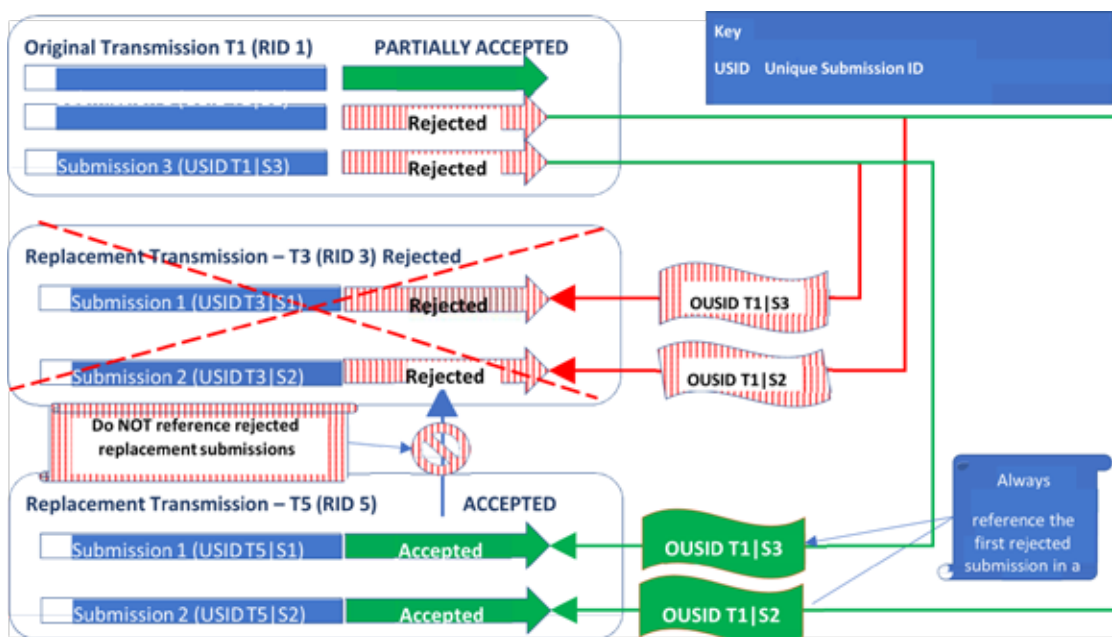 Original Transmission T1 (RID 1)
PARTIALLY ACCEPTED
Rejected
Submission 3 (USID T1|S3)
Rejected
Key
USID Unique Submission ID
Replacement Transmission – T3 (RID 3) Rejected
Submission 1 (USID T3|S1)
Rejected
OUSID T1|S3
Submission 2 (USID T3|S2)
Rejected
OUSID T1|S2
Do NOT reference rejected
replacement submissions
Replacement Transmission – T5 (RID 5)
ACCEPTED
Submission 1 (USID T5|S1)
Accepted
OUSID T1|S3
Submission 2 (USID T5|S2)
Accepted
OUSID T1|S2
Always
reference the
first rejected
submission in a